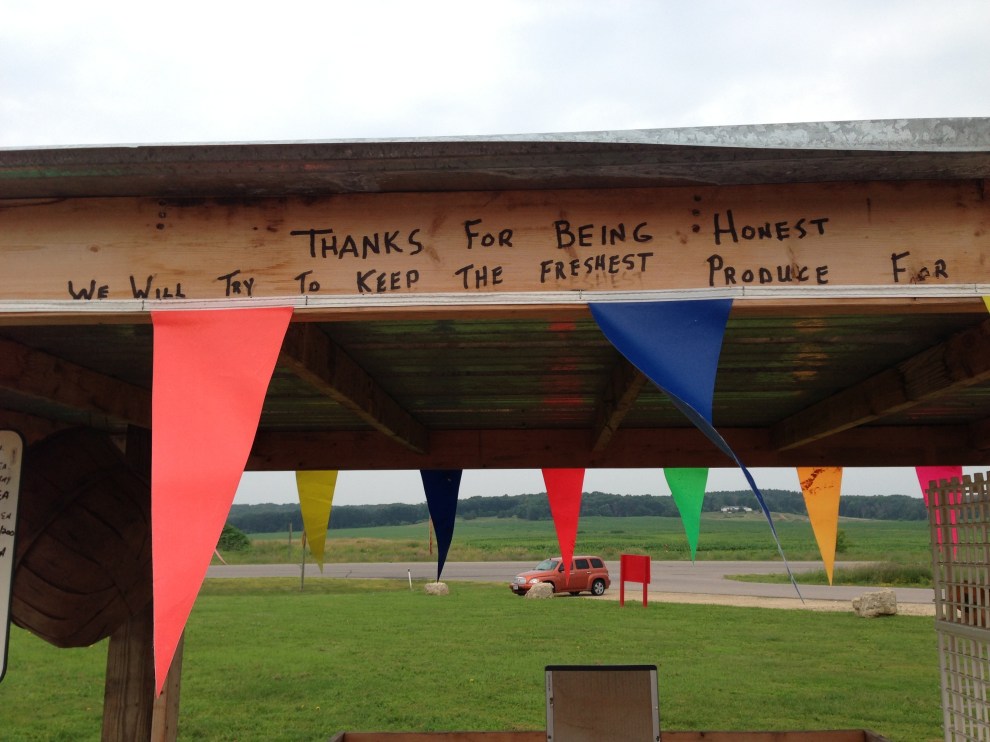 THANKS FOR BEING HONEST
WE WILL TRY TO KEEP THE FRESHEST PRODUCE FOR